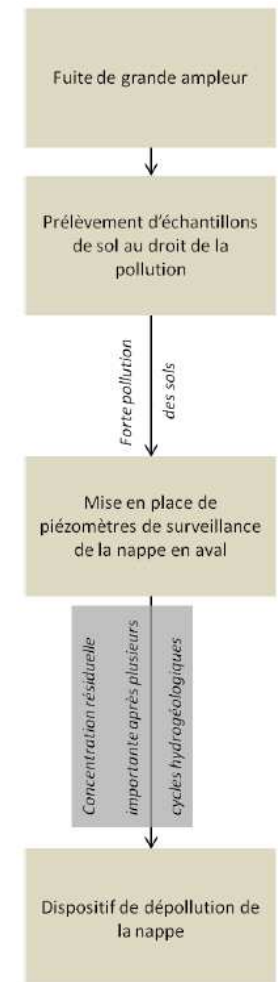 Fuite de grande ampleur
Prélèvement d'échantillons
de sol au droit de la
pollution
Forte pollution
des sols
Mise en place de
piézomètres de surveillance
de la nappe en aval
Concentration résiduelle
importante après plusieurs
cycles hydrogéologiques
Dispositif de dépollution de
la nappe